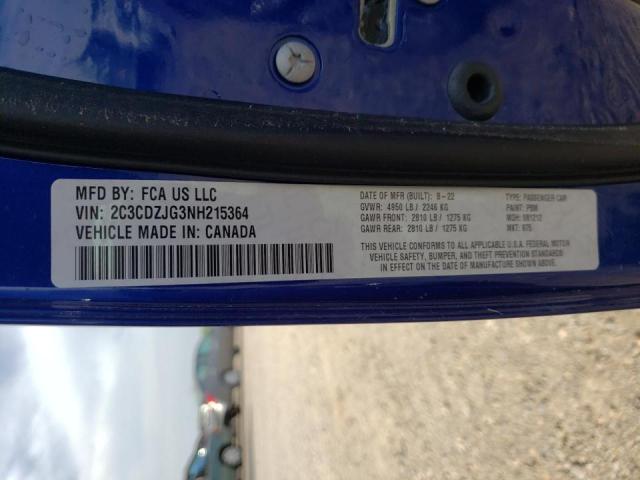 MFD BY: FCA US LLC
VIN: 2C3CDZJG3NH215364
VEHICLE MADE IN: CANADA
DATE OF MFR (BUILT): 8-22
GVWR: 4950 LB / 2246 KG
GAWR FRONT: 2810 LB / 1275 KG
GAWR REAR: 2810 LB / 1275 KG
TYPE: PASSENGER CAR
PAINT:
MDH: 081212
MKT:
THIS VEHICLE CONFORMS TO ALL APPLICABLE U.S.A. FEDERAL MOTOR
VEHICLE SAFETY, BUMPER, AND THEFT PREVENTION STANDARDS
IN EFFECT ON THE DATE OF MANUFACTURE SHOWN ABOVE.